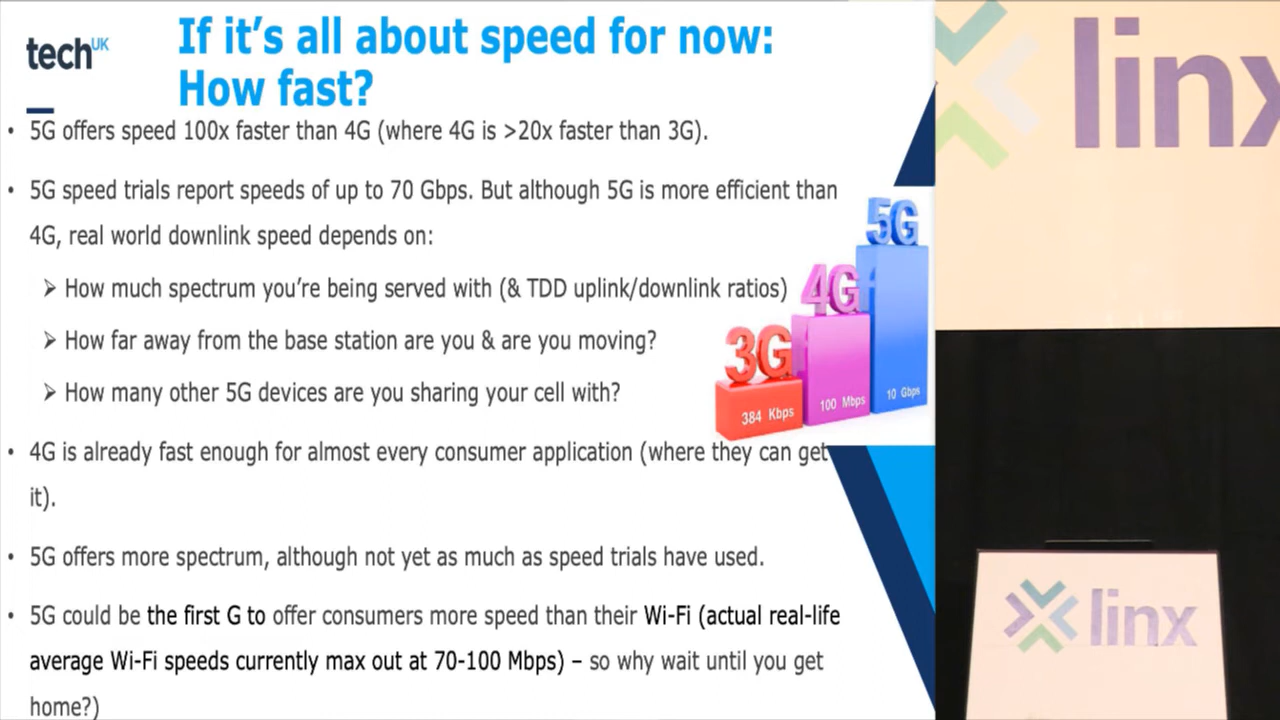 techUK
If it's all about speed for now:
How fast?
• 5G offers speed 100x faster than 4G (where 4G is >20x faster than 3G).
• 5G speed trials report speeds of up to 70 Gbps. But although 5G is more efficient than
4G, real world downlink speed depends on:
➢ How much spectrum you're being served with (& TDD uplink/downlink ratios)
➢ How far away from the base station are you & are you moving?
➢ How many other 5G devices are you sharing your cell with?
3G
384 Kbps
4G
100 Mbps
5G
10 Gbps
• 4G is already fast enough for almost every consumer application (where they can get
it).
• 5G offers more spectrum, although not yet as much as speed trials have used.
• 5G could be the first G to offer consumers more speed than their Wi-Fi (actual real-life
average Wi-Fi speeds currently max out at 70-100 Mbps) – so why wait until you get
home?)
linx
linx